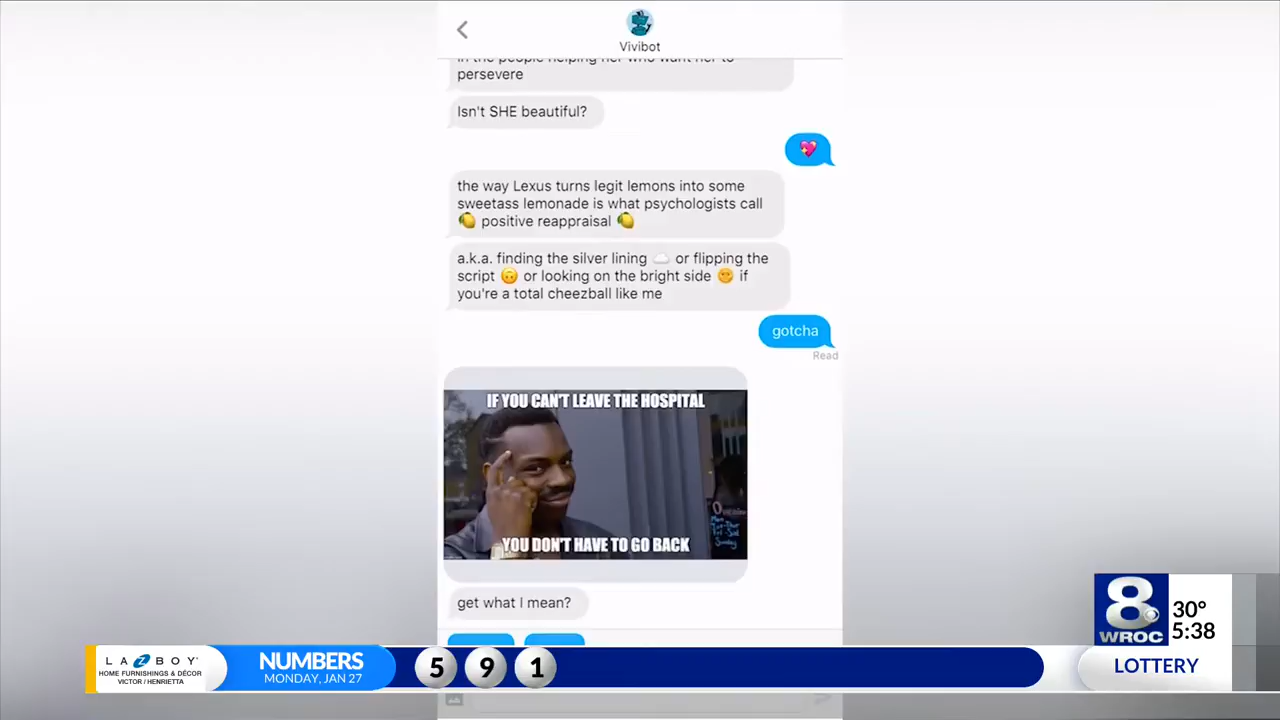 Vivibot
in the people helping her who want her to
persevere
Isn't SHE beautiful?
the way Lexus turns legit lemons into some
sweetass lemonade is what psychologists call
🍋 positive reappraisal 🍋
a.k.a. finding the silver lining ☁️ or flipping the
script 🙃 or looking on the bright side 🌞 if
you're a total cheezball like me
gotcha
Read
IF YOU CAN'T LEAVE THE HOSPITAL
YOU DON'T HAVE TO GO BACK
get what I mean?
8
WROC
30°
5:38
LA Z BOY
HOME FURNISHINGS & DÉCOR
VICTOR / HENRIETTA
NUMBERS
MONDAY, JAN 27
5 9 1
LOTTERY